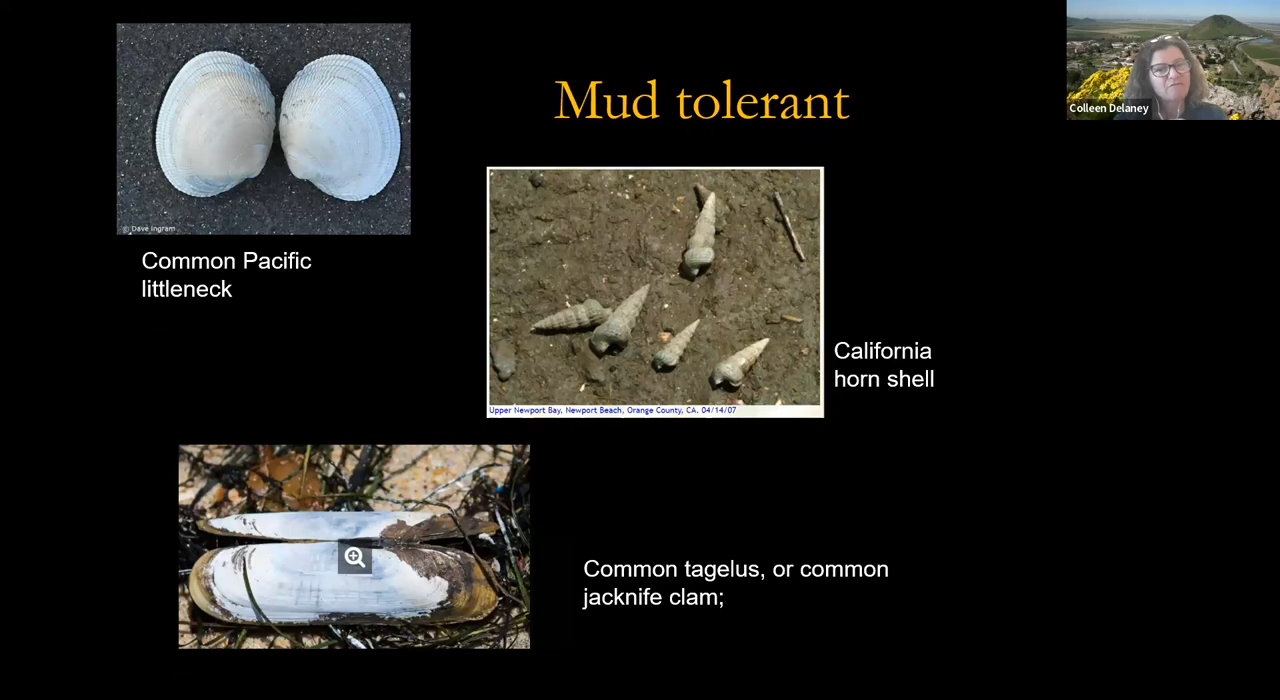 Mud tolerant
Colleen Delaney
© Dave Ingram
Common Pacific
littleneck
California
horn shell
Upper Newport Bay, Newport Beach, Orange County, CA. 04/14/07
Common tagelus, or common
jacknife clam;